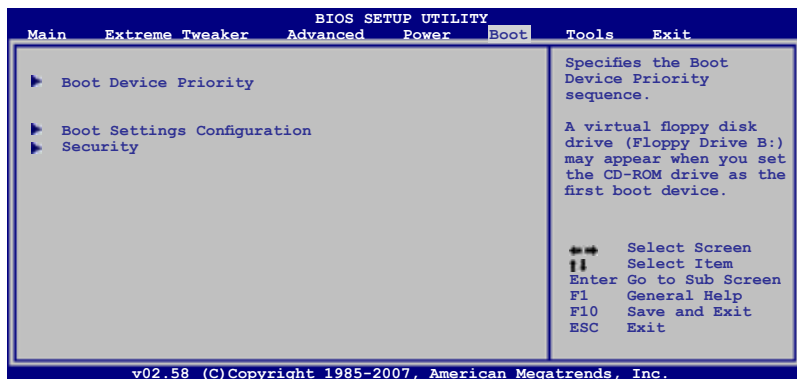 BIOS SETUP UTILITY
Main Extreme Tweaker Advanced Power Boot Tools Exit
Boot Device Priority
Boot Settings Configuration
Security
Specifies the Boot
Device Priority
sequence.
A virtual floppy disk
drive (Floppy Drive B:)
may appear when you set
the CD-ROM drive as the
first boot device.
Select Screen
Select Item
Enter Go to Sub Screen
F1 General Help
F10 Save and Exit
ESC Exit
v02.58 (C)Copyright 1985-2007, American Megatrends, Inc.